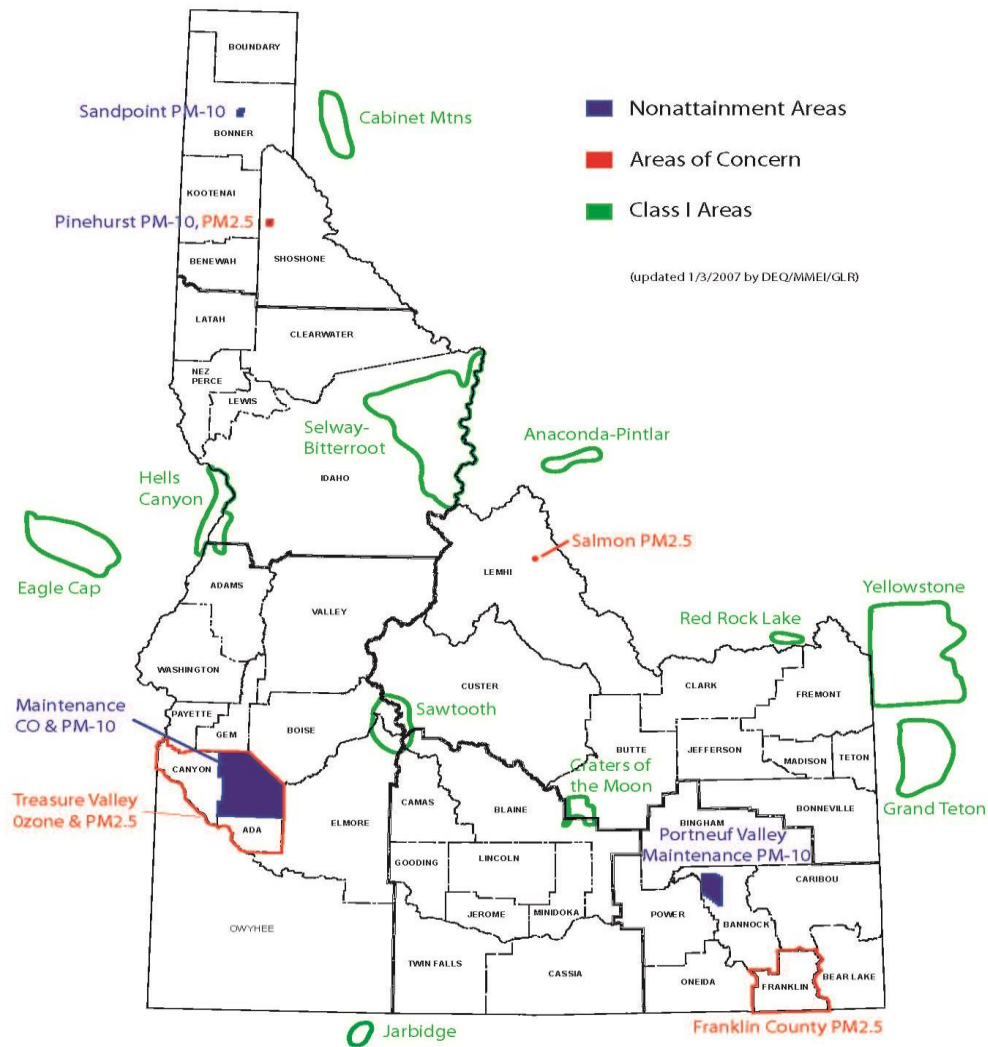 BOUNDARY
Sandpoint PM-10
Cabinet Mtns
BONNER
Nonattainment Areas
Areas of Concern
Class I Areas
(updated 1/3/2007 by DEQ/MMEI/GLR)
KOOTENAI
Pinehurst PM-10, PM2.5
BENEWAH
SHOSHONE
LATAH
CLEARWATER
NEZ
PERCE
LEWIS
Selway-
Bitterroot
Anaconda-Pintlar
Hells
Canyon
IDAHO
Salmon PM2.5
Eagle Cap
ADAMS
LEMHI
VALLEY
Yellowstone
Red Rock Lake
WASHINGTON
CUSTER
CLARK
FREMONT
Maintenance
CO & PM-10
PAYETTE
GEM
BOISE
Sawtooth
BUTTE
JEFFERSON
MADISON
TETON
CANYON
Craters of
the Moon
Treasure Valley
0zone & PM2.5
ADA
ELMORE
CAMAS
BLAINE
BINGHAM
BONNEVILLE
Grand Teton
Portneuf Valley
Maintenance PM-10
GOODING
LINCOLN
CARIBOU
JEROME
MINIDOKA
POWER
BANNOCK
OWYHEE
TWIN FALLS
CASSIA
ONEIDA
FRANKLIN
BEAR LAKE
Jarbidge
Franklin County PM2.5